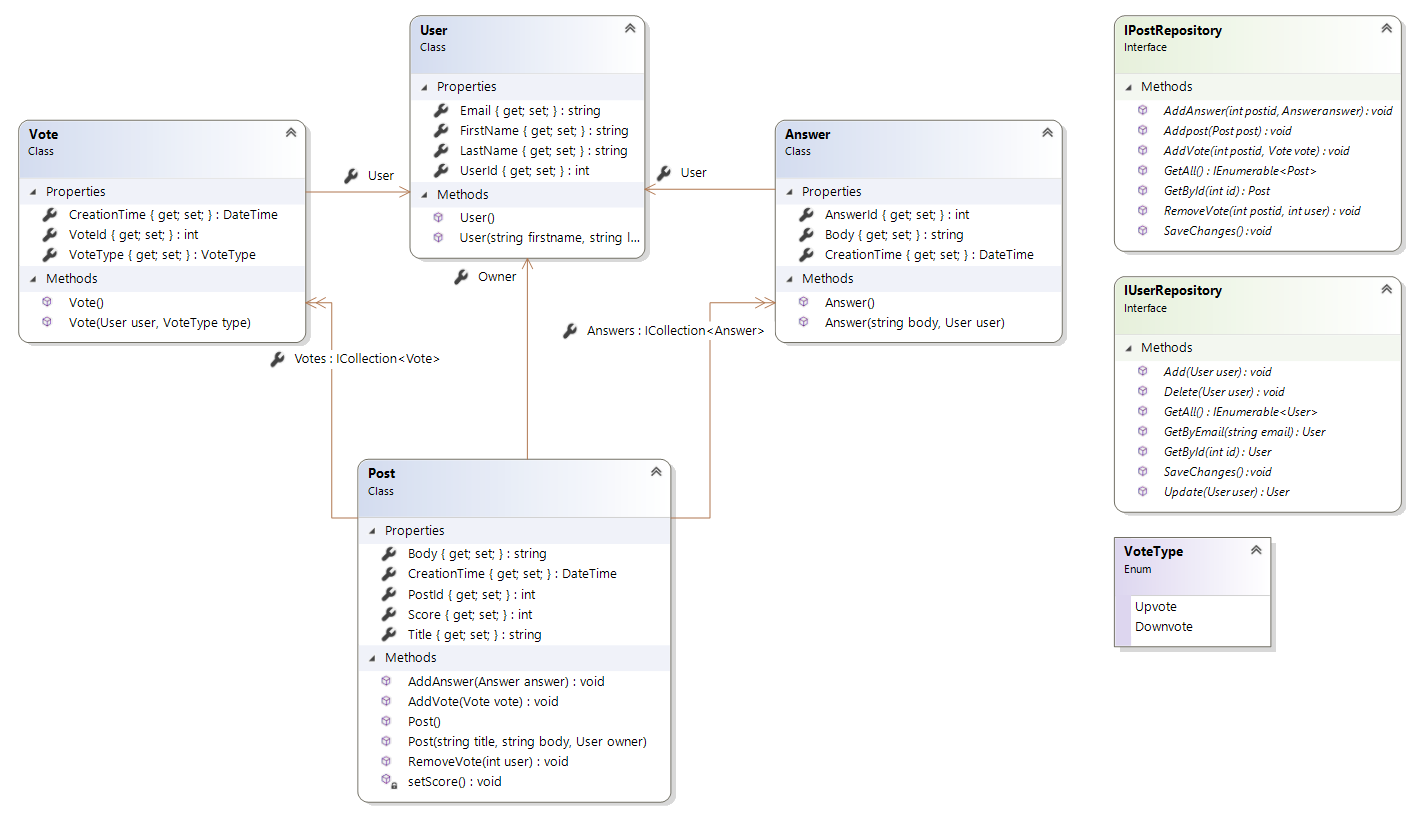 User
Class
Properties
Email { get; set; } : string
FirstName { get; set; } : string
LastName { get; set; } : string
UserId { get; set; } : int
Methods
User()
User(string firstname, string l...
Vote
Class
Properties
CreationTime { get; set; } : DateTime
VoteId { get; set; } : int
VoteType { get; set; } : VoteType
Methods
Vote()
Vote(User user, VoteType type)
User
User
Answer
Class
Properties
AnswerId { get; set; } : int
Body { get; set; } : string
CreationTime { get; set; } : DateTime
Methods
Answer()
Answer(string body, User user)
Owner
Answers : ICollection<Answer>
Votes : ICollection<Vote>
Post
Class
Properties
Body { get; set; } : string
CreationTime { get; set; } : DateTime
PostId { get; set; } : int
Score { get; set; } : int
Title { get; set; } : string
Methods
AddAnswer(Answer answer) : void
AddVote(Vote vote) : void
Post()
Post(string title, string body, User owner)
RemoveVote(int user) : void
setScore() : void
IPostRepository
Interface
Methods
AddAnswer(int postid, Answer answer) : void
Addpost(Post post) : void
AddVote(int postid, Vote vote) : void
GetAll() : IEnumerable<Post>
GetById(int id) : Post
RemoveVote(int postid, int user) : void
SaveChanges() : void
IUserRepository
Interface
Methods
Add(User user) : void
Delete(User user) : void
GetAll() : IEnumerable<User>
GetByEmail(string email) : User
GetById(int id) : User
SaveChanges() : void
Update(User user) : User
VoteType
Enum
Upvote
Downvote